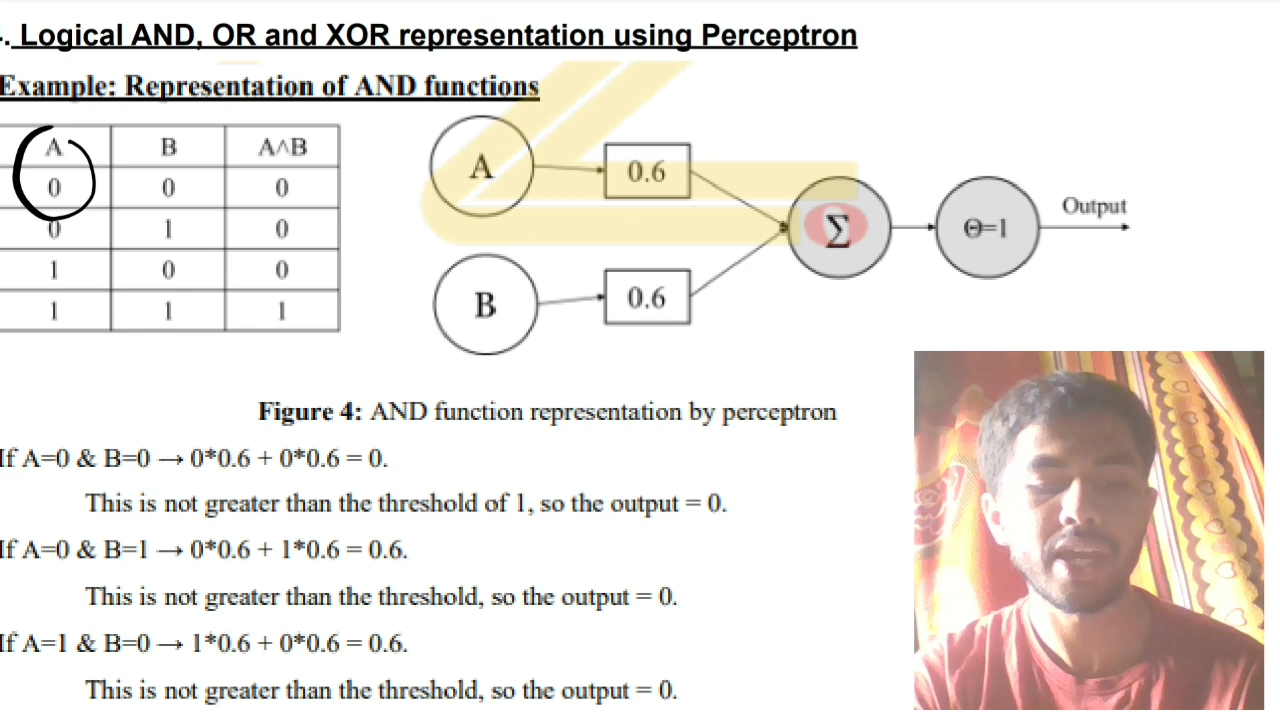 . Logical AND, OR and XOR representation using Perceptron
Example: Representation of AND functions
A B A∧B
0 0 0
0 1 0
1 0 0
1 1 1
A 0.6
B 0.6
Σ
Θ=1
Output
Figure 4: AND function representation by perceptron
If A=0 & B=0 → 0*0.6 + 0*0.6 = 0.
This is not greater than the threshold of 1, so the output = 0.
If A=0 & B=1 → 0*0.6 + 1*0.6 = 0.6.
This is not greater than the threshold, so the output = 0.
If A=1 & B=0 → 1*0.6 + 0*0.6 = 0.6.
This is not greater than the threshold, so the output = 0.